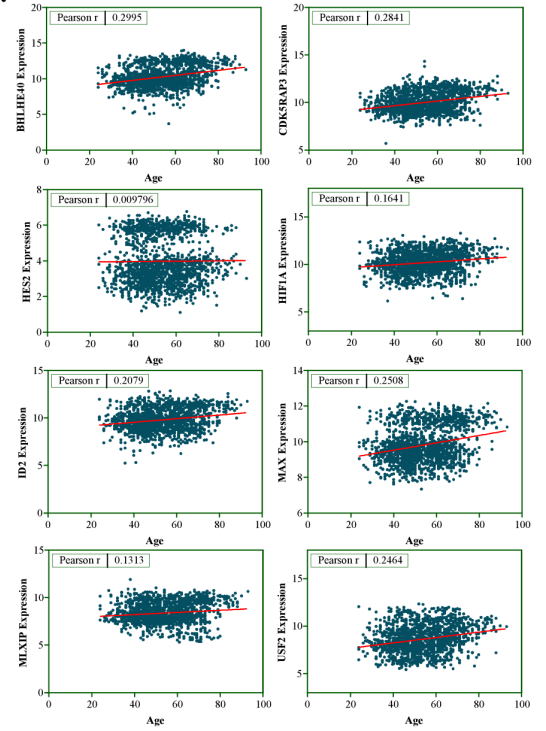 Pearson r 0.2995
BHLHE40 Expression
20
15
10
5
0
0 20 40 60 80 100
Age
Pearson r 0.2841
CDK5RAP3 Expression
20
15
10
5
0 20 40 60 80 100
Age
Pearson r 0.009796
HES2 Expression
8
6
4
2
0
0 20 40 60 80 100
Age
Pearson r 0.1641
HIF1A Expression
15
10
5
0 20 40 60 80 100
Age
Pearson r 0.2079
ID2 Expression
15
10
5
0
0 20 40 60 80 100
Age
Pearson r 0.2508
MAX Expression
14
12
10
8
6
0 20 40 60 80 100
Age
Pearson r 0.1313
MLXIP Expression
15
10
5
0
0 20 40 60 80 100
Age
Pearson r 0.2464
USF2 Expression
15
10
5
0 20 40 60 80 100
Age